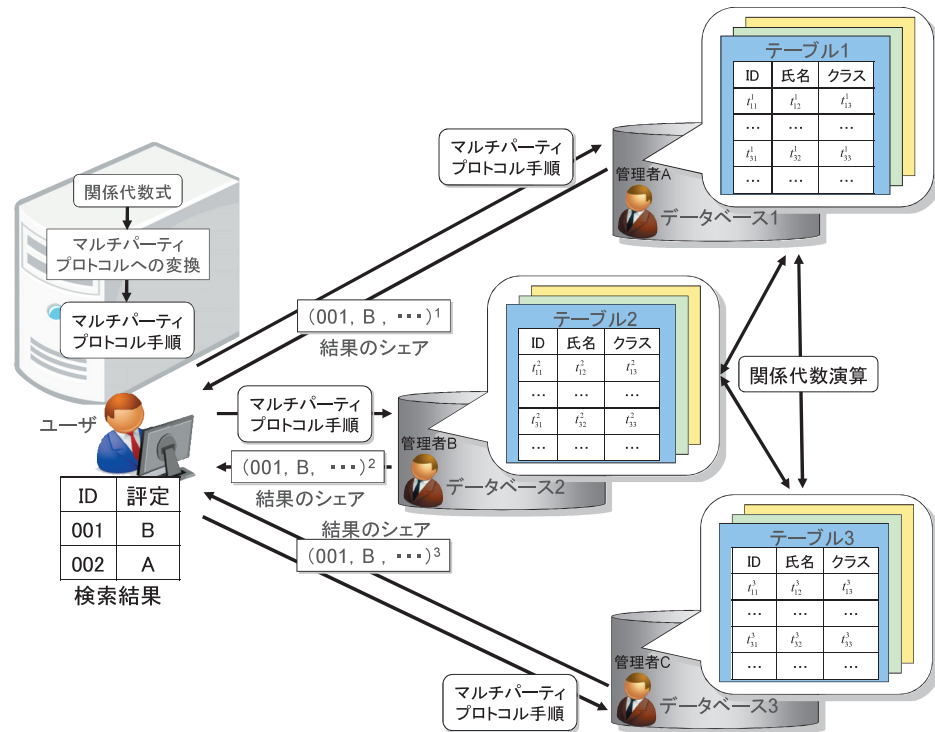 関係代数式
マルチパーティ
プロトコルへの変換
マルチパーティ
プロトコル手順
ユーザ
ID 評定
001 B
002 A
検索結果
マルチパーティ
プロトコル手順
(001, B, ⋯)¹
結果のシェア
マルチパーティ
プロトコル手順
(001, B, ⋯)²
結果のシェア
結果のシェア
(001, B, ⋯)³
マルチパーティ
プロトコル手順
テーブル1
ID 氏名 クラス
t¹₁₁ t¹₁₂ t¹₁₃
… … …
t¹₃₁ t¹₃₂ t¹₃₃
… … …
管理者A
データベース1
テーブル2
ID 氏名 クラス
t²₁₁ t²₁₂ t²₁₃
… … …
t²₃₁ t²₃₂ t²₃₃
… … …
管理者B
データベース2
関係代数演算
テーブル3
ID 氏名 クラス
t³₁₁ t³₁₂ t³₁₃
… … …
t³₃₁ t³₃₂ t³₃₃
… … …
管理者C
データベース3